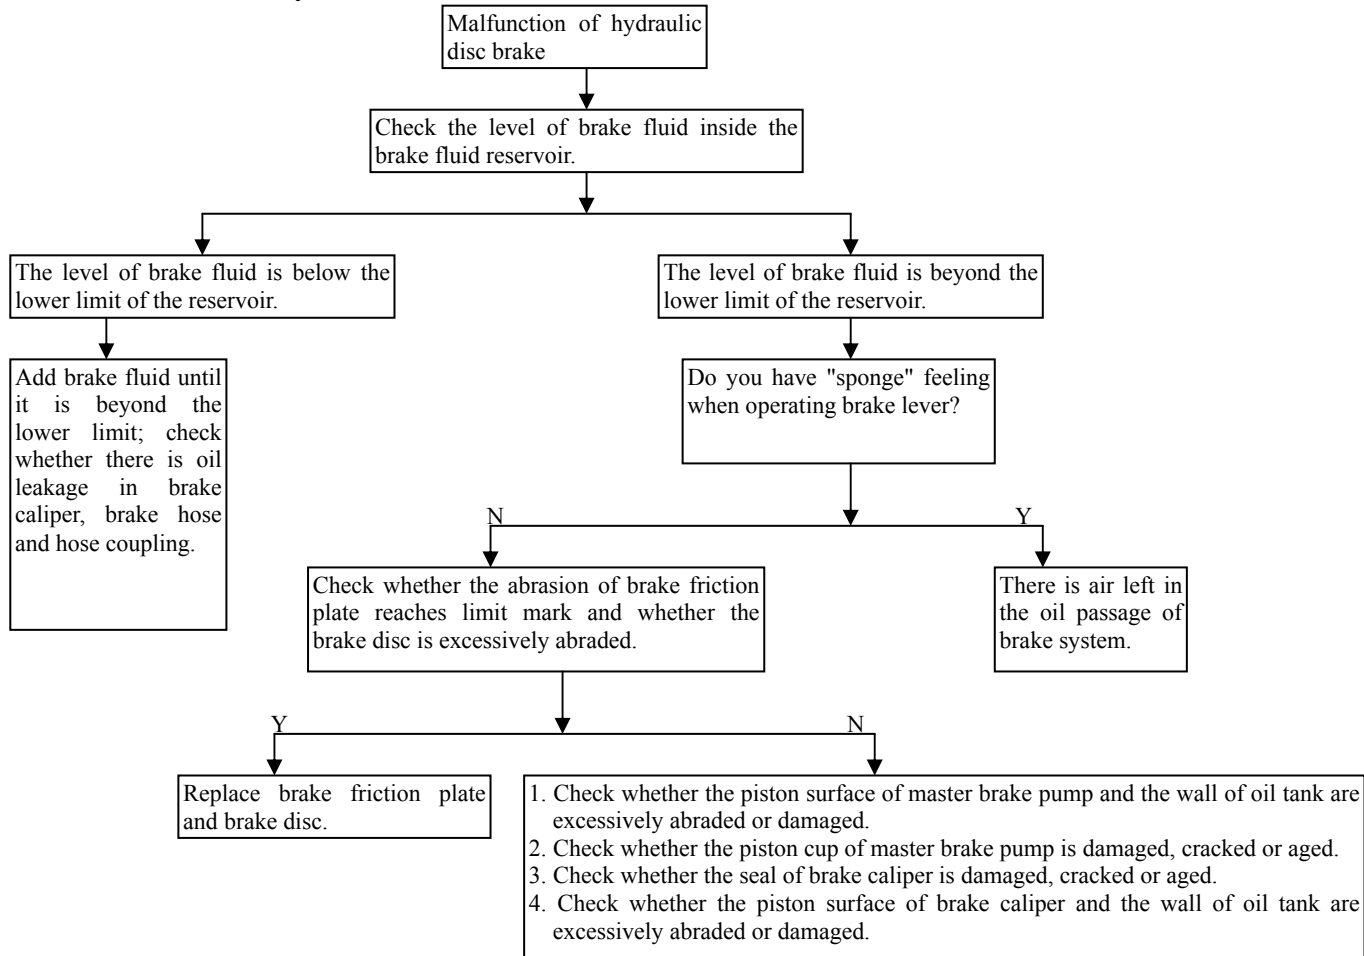 Malfunction of hydraulic
disc brake
Check the level of brake fluid inside the
brake fluid reservoir.
The level of brake fluid is below the
lower limit of the reservoir.
The level of brake fluid is beyond the
lower limit of the reservoir.
Add brake fluid until
it is beyond the
lower limit; check
whether there is oil
leakage in brake
caliper, brake hose
and hose coupling.
Do you have "sponge" feeling
when operating brake lever?
N
Y
Check whether the abrasion of brake friction
plate reaches limit mark and whether the
brake disc is excessively abraded.
There is air left in
the oil passage of
brake system.
Y
N
Replace brake friction plate
and brake disc.
1. Check whether the piston surface of master brake pump and the wall of oil tank are
excessively abraded or damaged.
2. Check whether the piston cup of master brake pump is damaged, cracked or aged.
3. Check whether the seal of brake caliper is damaged, cracked or aged.
4. Check whether the piston surface of brake caliper and the wall of oil tank are
excessively abraded or damaged.